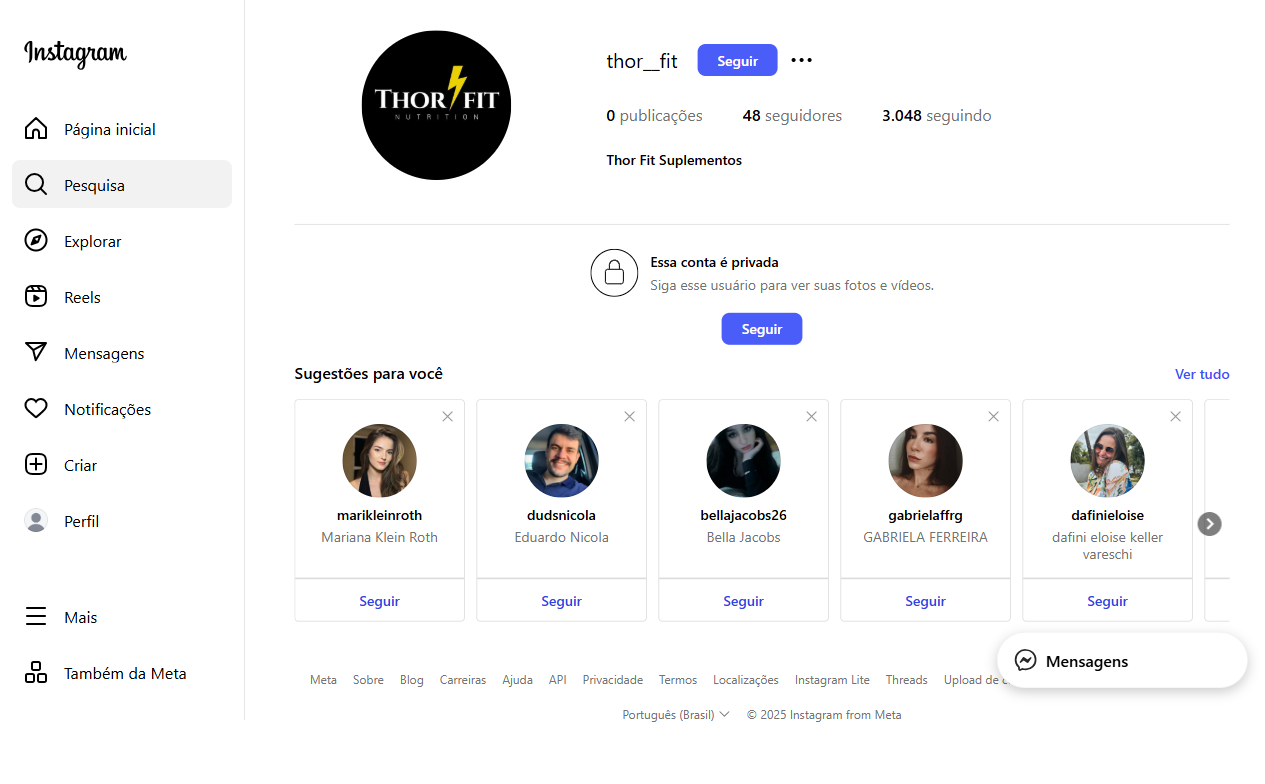 Instagram
Página inicial
Pesquisa
Explorar
Reels
Mensagens
Notificações
Criar
Perfil
Mais
Também da Meta
THOR FIT
NUTRITION
thor__fit Seguir
0 publicações 48 seguidores 3.048 seguindo
Thor Fit Suplementos
Essa conta é privada
Siga esse usuário para ver suas fotos e vídeos.
Seguir
Sugestões para você Ver tudo
marikleinroth
Mariana Klein Roth
Seguir
dudsnicola
Eduardo Nicola
Seguir
bellajacobs26
Bella Jacobs
Seguir
gabrielaffrg
GABRIELA FERREIRA
Seguir
dafinieloise
dafini eloise keller
vareschi
Seguir
Mensagens
Meta Sobre Blog Carreiras Ajuda API Privacidade Termos Localizações Instagram Lite Threads Upload de
Português (Brasil) © 2025 Instagram from Meta